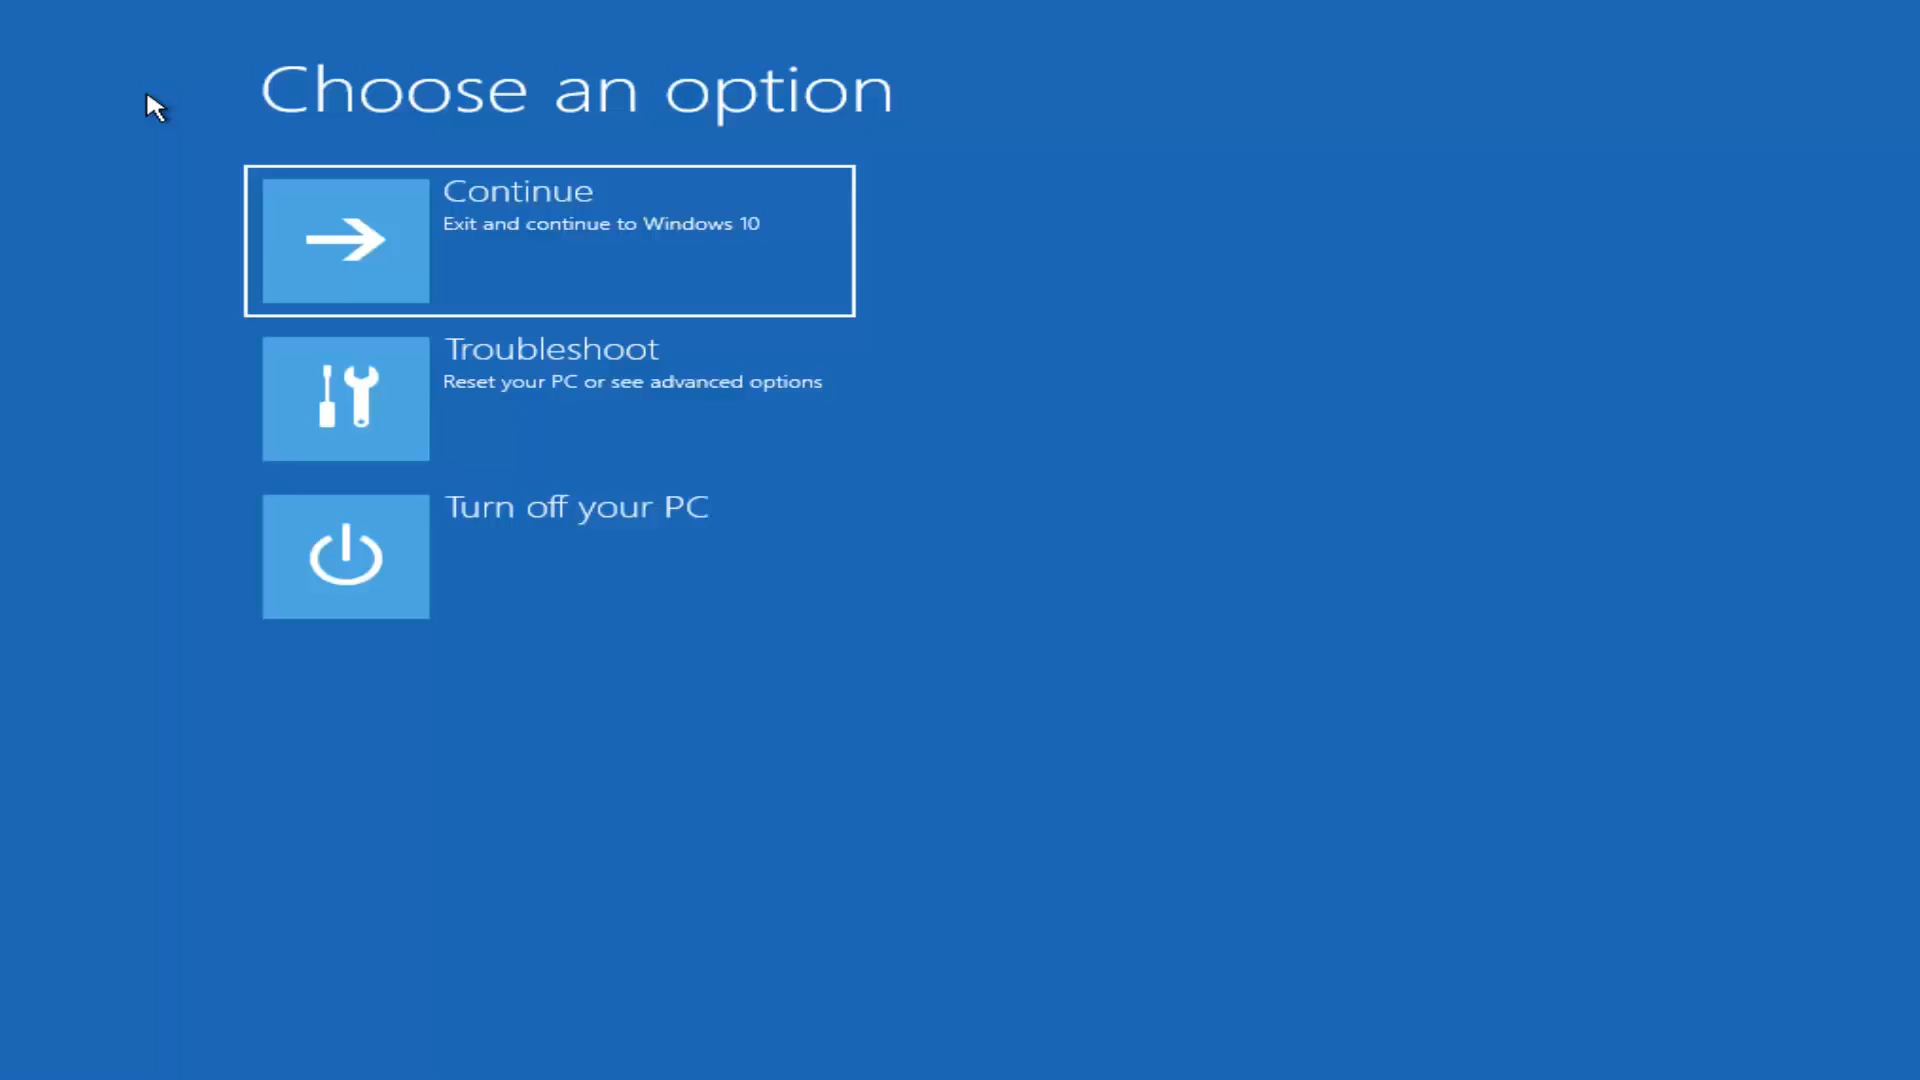 Choose an option
Continue
Exit and continue to Windows 10
Troubleshoot
Reset your PC or see advanced options
Turn off your PC